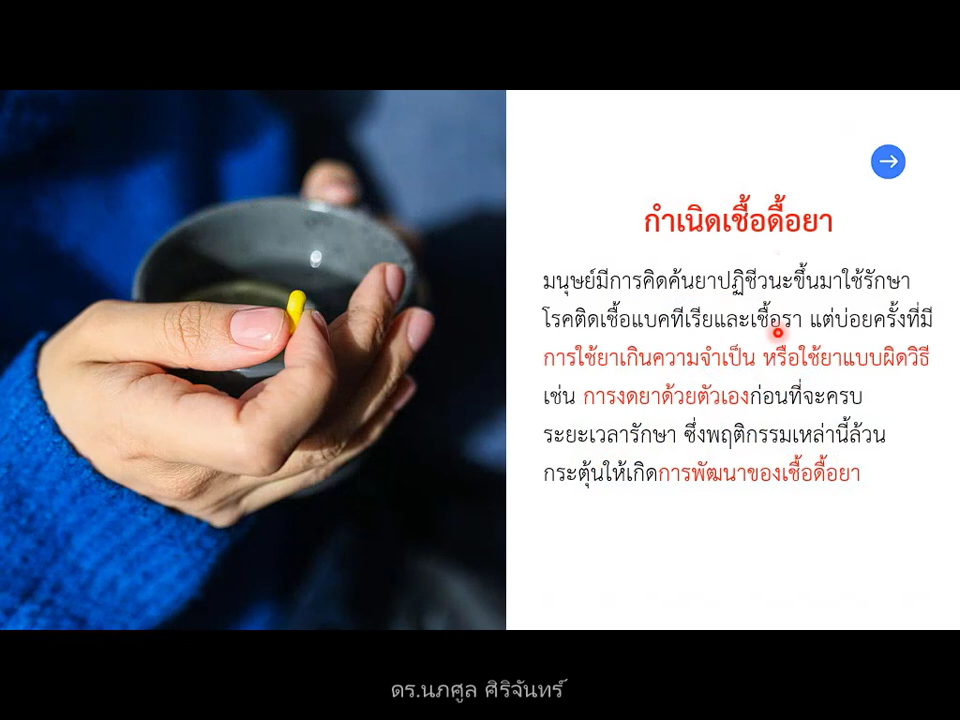 กำเนิดเชื้อดื้อยา
มนุษย์มีการคิดค้นยาปฏิชีวนะขึ้นมาใช้รักษา
โรคติดเชื้อแบคทีเรียและเชื้อรา แต่บ่อยครั้งที่มี
การใช้ยาเกินความจำเป็น หรือใช้ยาแบบผิดวิธี
เช่น การงดยาด้วยตัวเองก่อนที่จะครบ
ระยะเวลารักษา ซึ่งพฤติกรรมเหล่านี้ล้วน
กระตุ้นให้เกิดการพัฒนาของเชื้อดื้อยา
ดร.นภศูล ศิริจันทร์